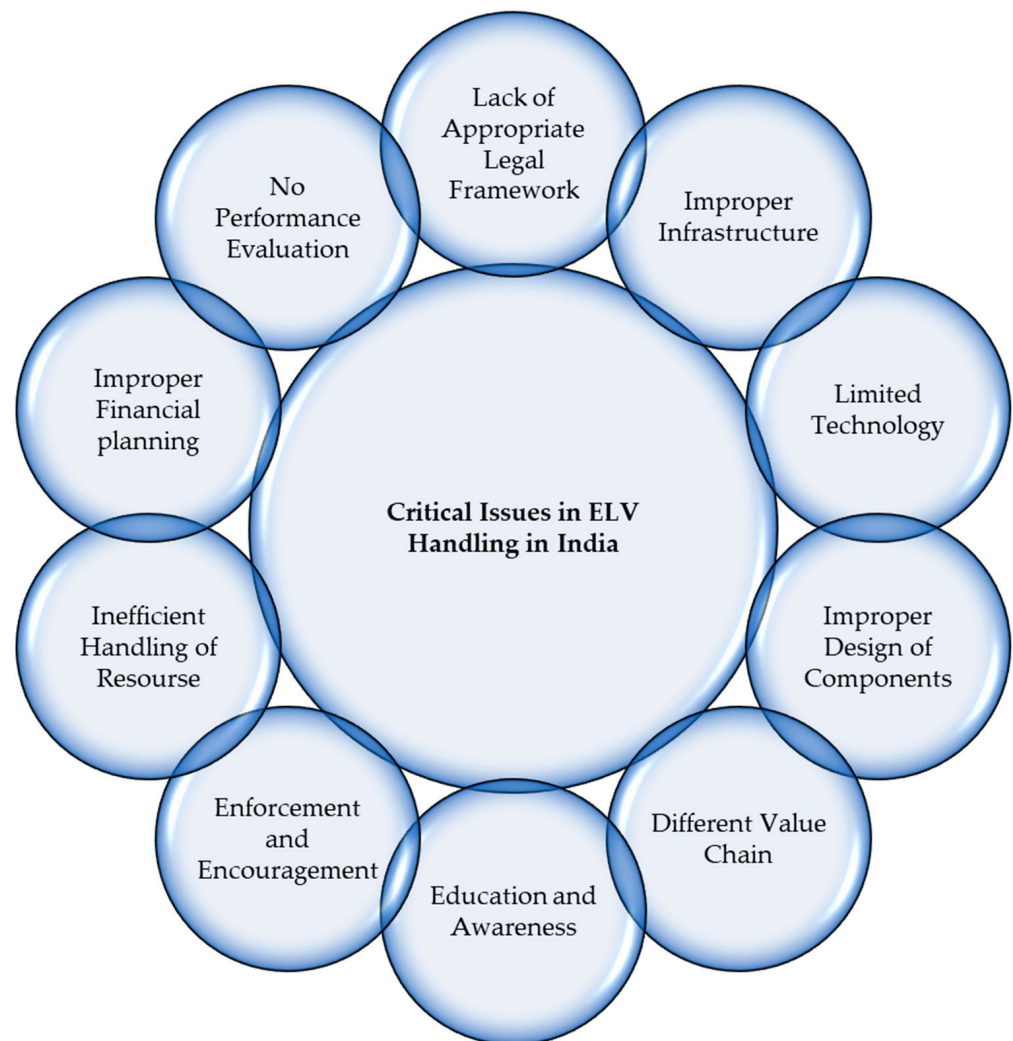 Lack of
Appropriate
Legal
Framework
Improper
Infrastructure
Limited
Technology
Improper
Design of
Components
Different Value
Chain
Education and
Awareness
Enforcement
and
Encouragement
Inefficient
Handling of
Resourse
Improper
Financial
planning
No
Performance
Evaluation
Critical Issues in ELV
Handling in India